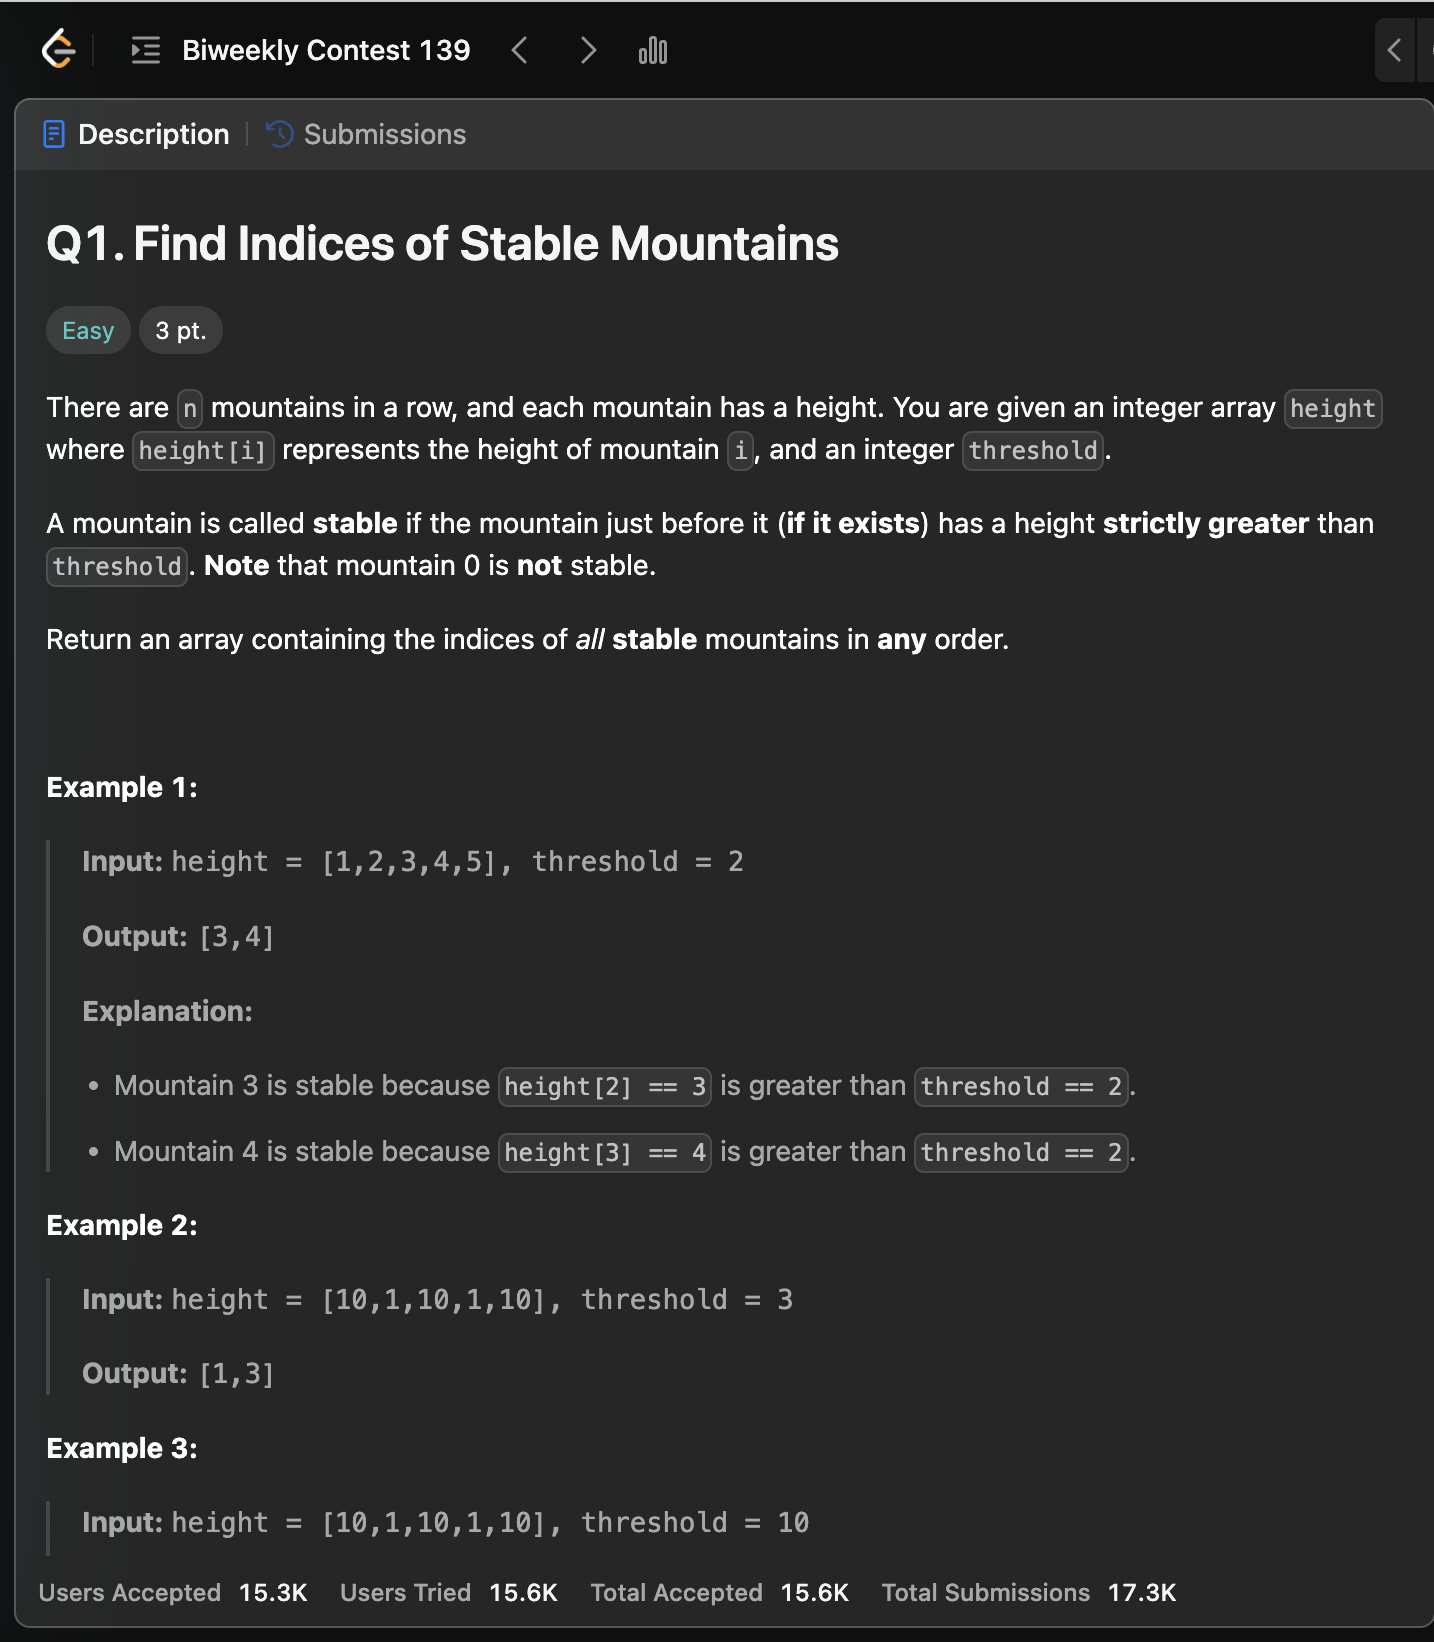 Biweekly Contest 139
Description
Submissions
Q1. Find Indices of Stable Mountains
Easy
3 pt.
There are n mountains in a row, and each mountain has a height. You are given an integer array height
where height[i] represents the height of mountain i, and an integer threshold.
A mountain is called stable if the mountain just before it (if it exists) has a height strictly greater than
threshold. Note that mountain 0 is not stable.
Return an array containing the indices of all stable mountains in any order.
Example 1:
Input: height = [1,2,3,4,5], threshold = 2
Output: [3,4]
Explanation:
• Mountain 3 is stable because height[2] == 3 is greater than threshold == 2.
• Mountain 4 is stable because height[3] == 4 is greater than threshold == 2.
Example 2:
Input: height = [10,1,10,1,10], threshold = 3
Output: [1,3]
Example 3:
Input: height = [10,1,10,1,10], threshold = 10
Users Accepted 15.3K Users Tried 15.6K Total Accepted 15.6K Total Submissions 17.3K